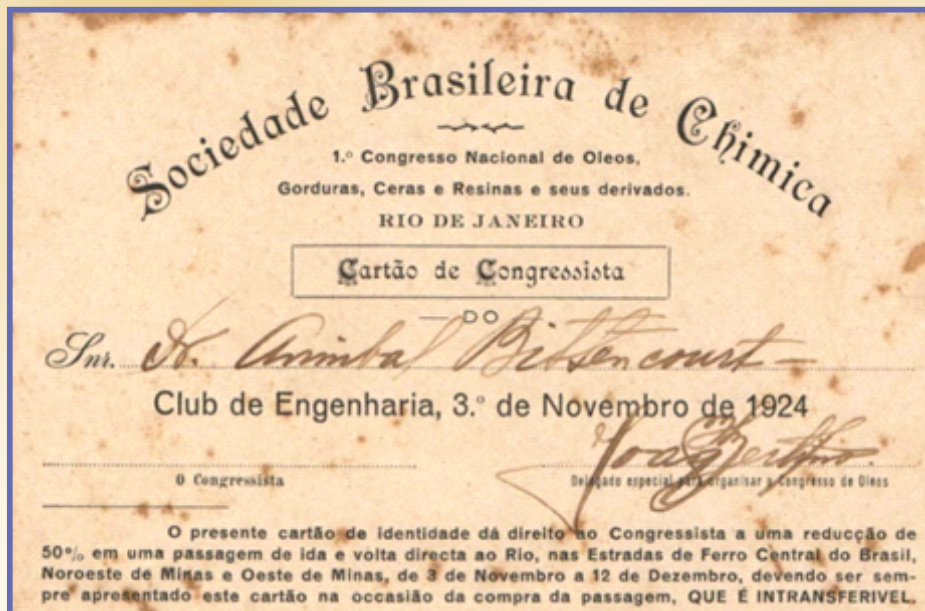 Sociedade Brasileira de Chimica
1.º Congresso Nacional de Oleos,
Gorduras, Ceras e Resinas e seus derivados.
RIO DE JANEIRO
Cartão de Congressista
— DO
Snr. Dr. Annibal Bittencourt
Club de Engenharia, 3.º de Novembro de 1924
O Congressista
Delegado especial para organisar o Congresso de Oleos
O presente cartão de identidade dá direito ao Congressista a uma reducção de
50% em uma passagem de ida e volta directa ao Rio, nas Estradas de Ferro Central do Brasil,
Noroeste de Minas e Oeste de Minas, de 3 de Novembro a 12 de Dezembro, devendo ser sem-
pre apresentado este cartão na occasião da compra da passagem, QUE É INTRANSFERIVEL.